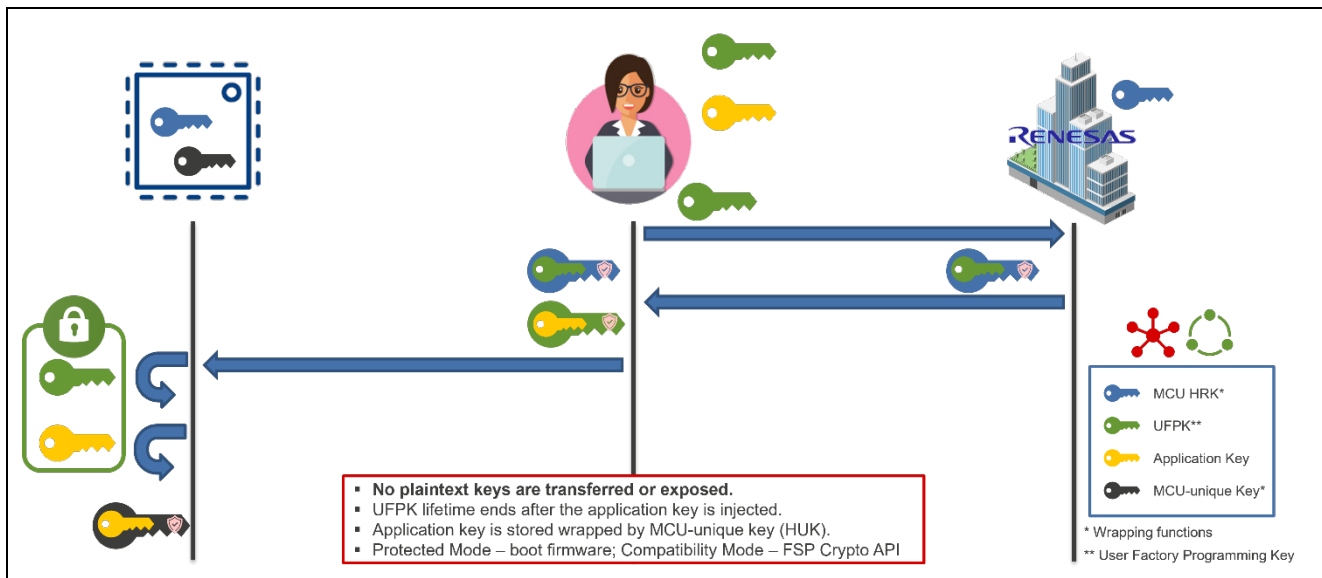 RENESAS
MCU HRK*
UFPK**
Application Key
MCU-unique Key*
* Wrapping functions
** User Factory Programming Key
▪ No plaintext keys are transferred or exposed.
▪ UFPK lifetime ends after the application key is injected.
▪ Application key is stored wrapped by MCU-unique key (HUK).
▪ Protected Mode – boot firmware; Compatibility Mode – FSP Crypto API